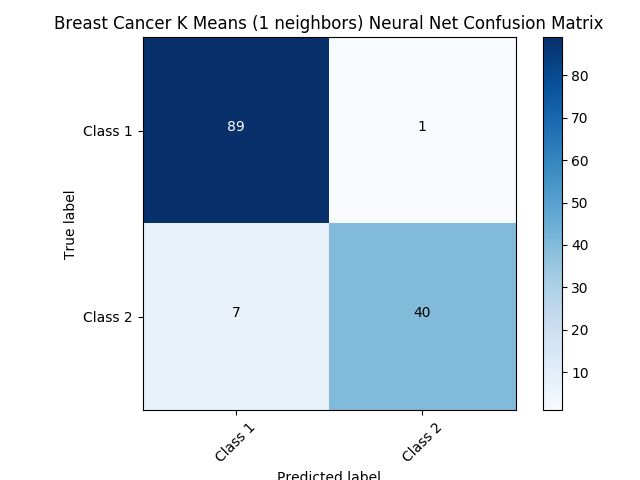 Breast Cancer K Means (1 neighbors) Neural Net Confusion Matrix
True label
Class 1
89
1
Class 2
7
40
Class 1
Class 2
Predicted label
80
70
60
50
40
30
20
10